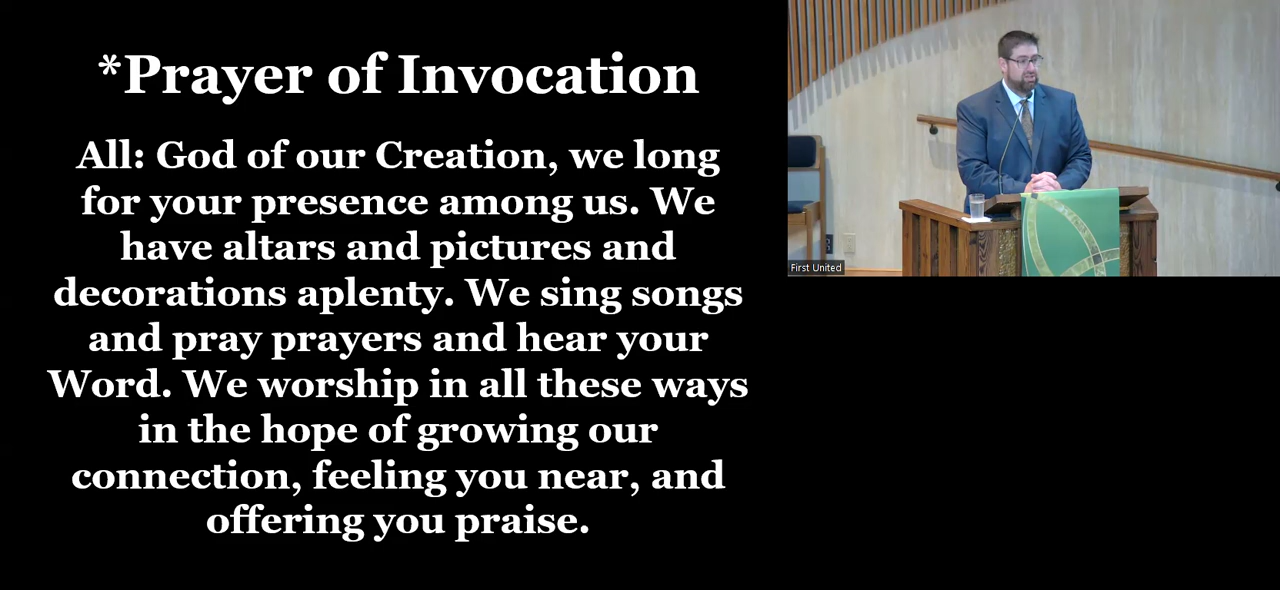 *Prayer of Invocation
All: God of our Creation, we long
for your presence among us. We
have altars and pictures and
decorations aplenty. We sing songs
and pray prayers and hear your
Word. We worship in all these ways
in the hope of growing our
connection, feeling you near, and
offering you praise.
First United